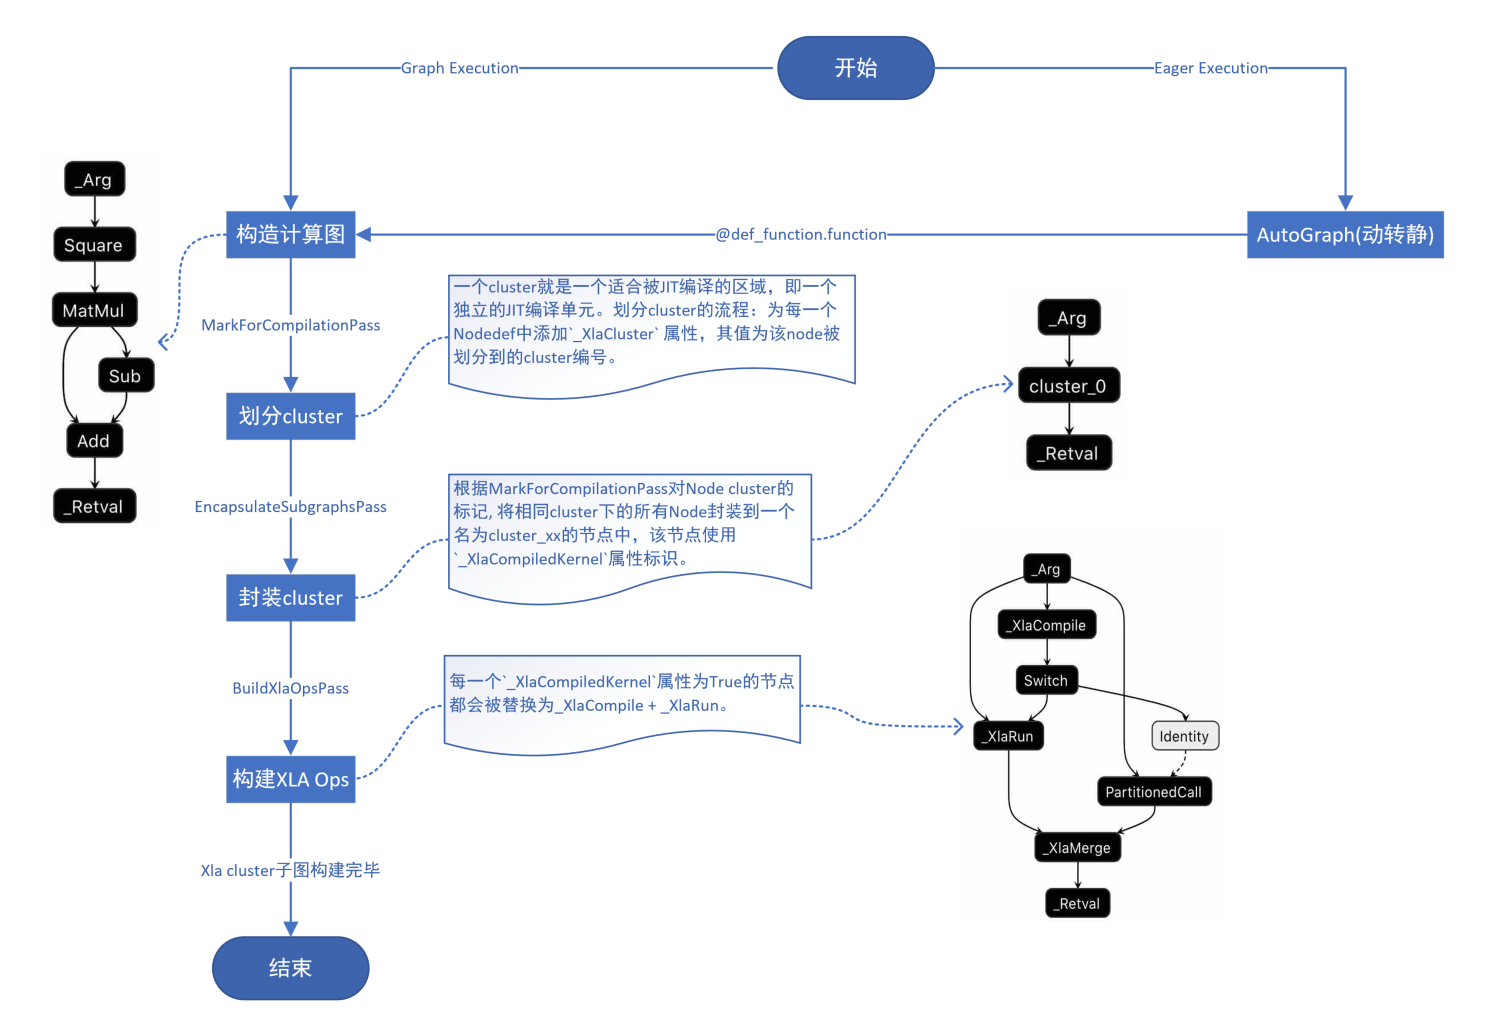 开始
Graph Execution
Eager Execution
构造计算图
@def_function.function
AutoGraph(动转静)
_Arg
Square
MatMul
Sub
Add
_Retval
MarkForCompilationPass
一个cluster就是一个适合被JIT编译的区域，即一个
独立的JIT编译单元。划分cluster的流程：为每一个
Nodedef中添加`_XlaCluster` 属性，其值为该node被
划分到的cluster编号。
划分cluster
_Arg
cluster_0
_Retval
EncapsulateSubgraphsPass
根据MarkForCompilationPass对Node cluster的
标记, 将相同cluster下的所有Node封装到一个
名为cluster_xx的节点中，该节点使用
`_XlaCompiledKernel`属性标识。
封装cluster
BuildXlaOpsPass
每一个`_XlaCompiledKernel`属性为True的节点
都会被替换为_XlaCompile + _XlaRun。
构建XLA Ops
_Arg
_XlaCompile
Switch
_XlaRun
Identity
PartitionedCall
_XlaMerge
_Retval
Xla cluster子图构建完毕
结束